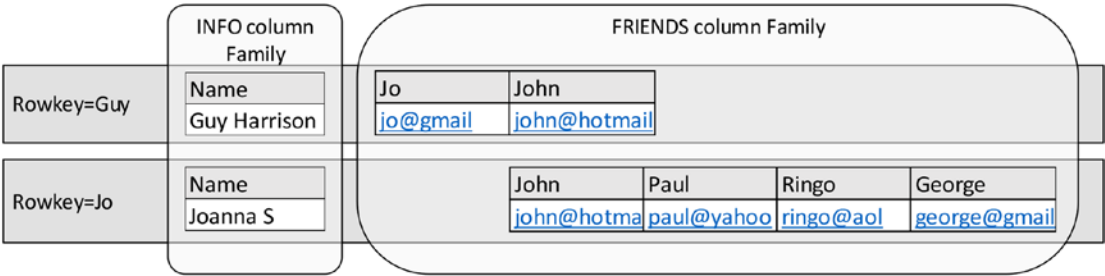 INFO column
Family
FRIENDS column Family
Rowkey=Guy
Name
Guy Harrison
Jo John
jo@gmail john@hotmail
Rowkey=Jo
Name
Joanna S
John Paul Ringo George
john@hotma paul@yahoo ringo@aol george@gmail